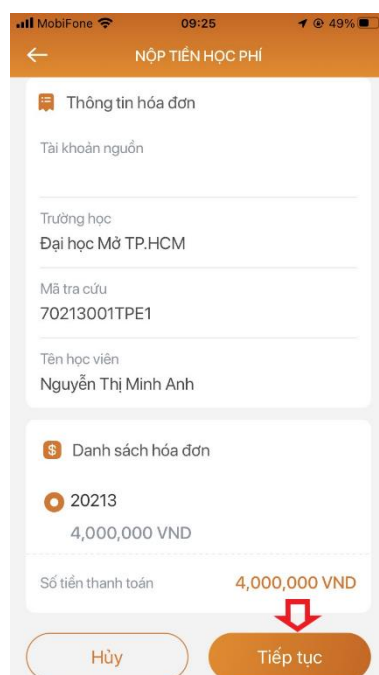 MobiFone 09:25 49%
NỘP TIỀN HỌC PHÍ
Thông tin hóa đơn
Tài khoản nguồn
Trường học
Đại học Mở TP.HCM
Mã tra cứu
70213001TPE1
Tên học viên
Nguyễn Thị Minh Anh
$ Danh sách hóa đơn
20213
4,000,000 VND
Số tiền thanh toán 4,000,000 VND
Hủy Tiếp tục